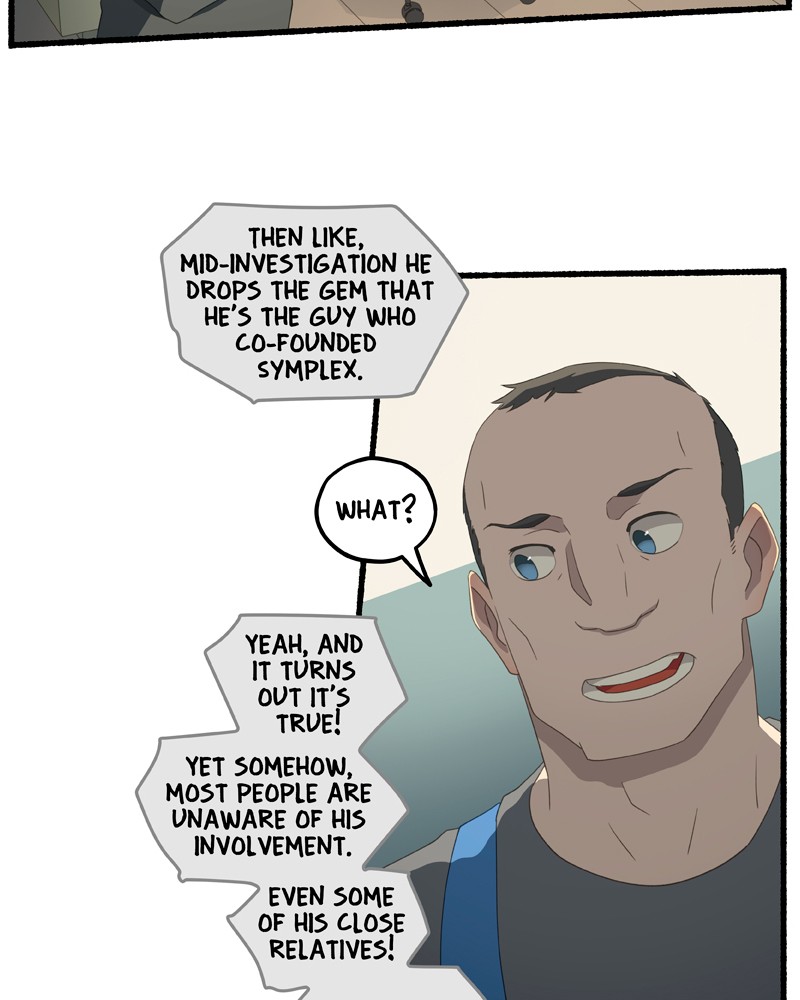 THEN LIKE,
MID-INVESTIGATION HE
DROPS THE GEM THAT
HE'S THE GUY WHO
CO-FOUNDED
SYMPLEX.
WHAT?
YEAH, AND
IT TURNS
OUT IT'S
TRUE!
YET SOMEHOW,
MOST PEOPLE ARE
UNAWARE OF HIS
INVOLVEMENT.
EVEN SOME
OF HIS CLOSE
RELATIVES!